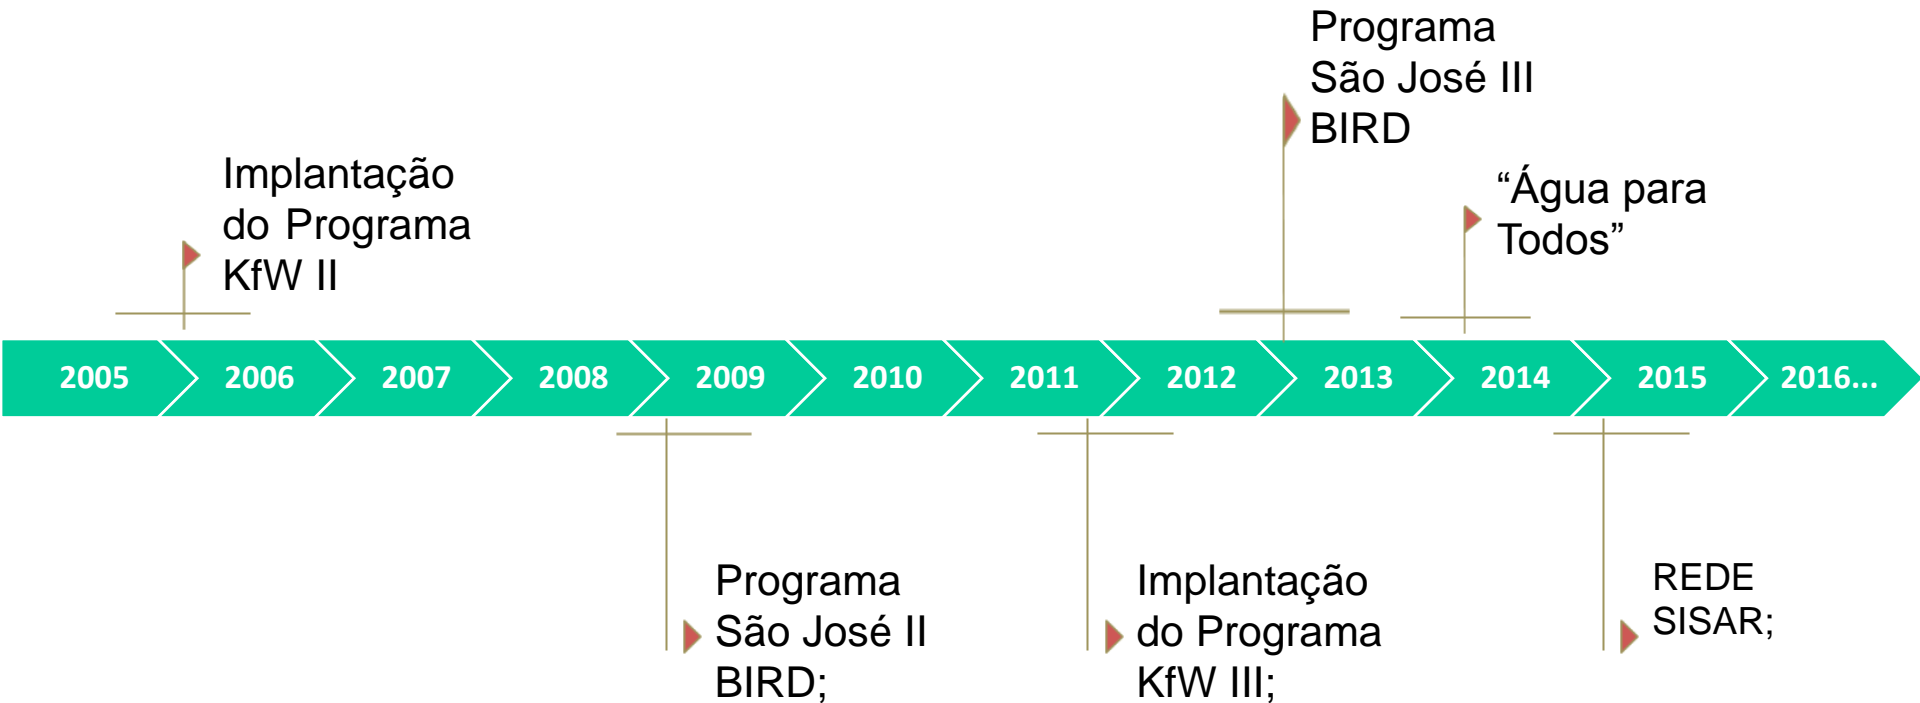 Programa
São José III
BIRD
Implantação
do Programa
KfW II
“Água para
Todos”
2005
2006
2007
2008
2009
2010
2011
2012
2013
2014
2015
2016...
Programa
São José II
BIRD;
Implantação
do Programa
KfW III;
REDE
SISAR;